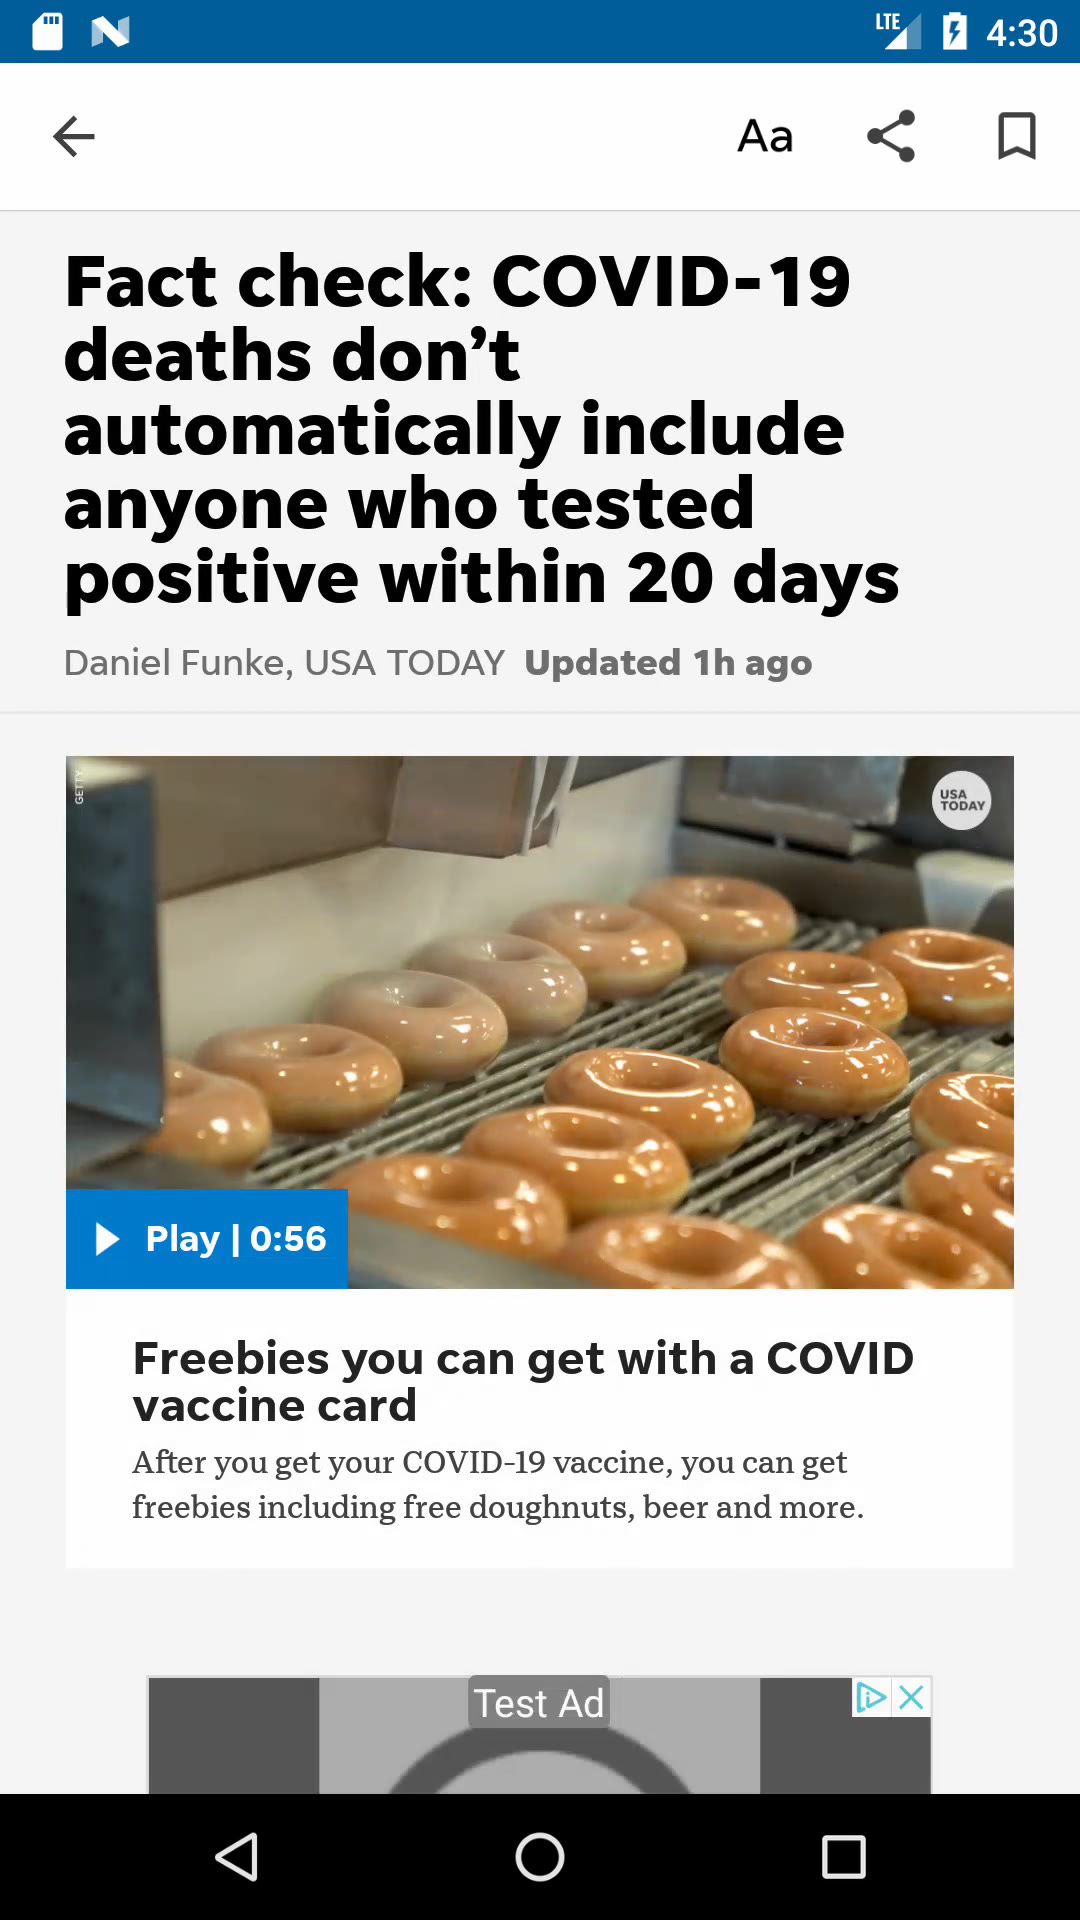 LTE 4:30
Aa
Fact check: COVID-19
deaths don’t
automatically include
anyone who tested
positive within 20 days
Daniel Funke, USA TODAY Updated 1h ago
GETTY
USA
TODAY
Play | 0:56
Freebies you can get with a COVID
vaccine card
After you get your COVID-19 vaccine, you can get
freebies including free doughnuts, beer and more.
Test Ad